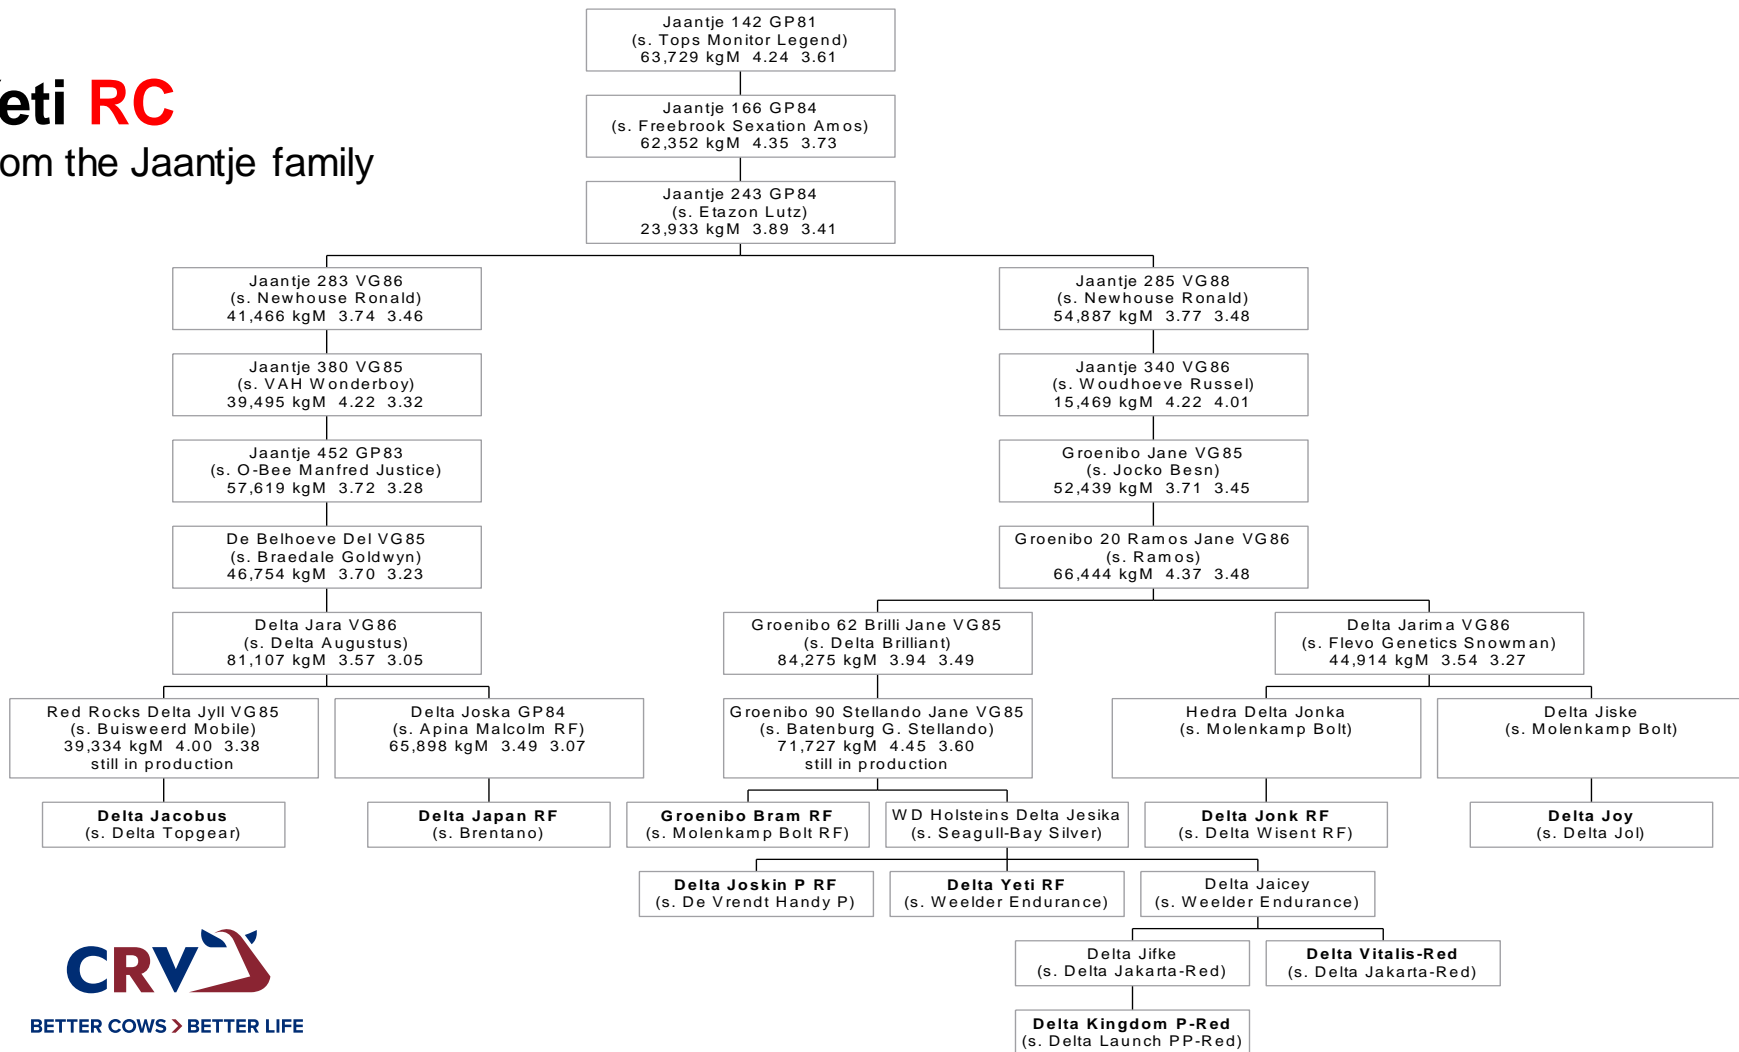 Jaantje 142 GP81
(s. Tops Monitor Legend)
63,729 kgM 4.24 3.61
eti RC
om the Jaantje family
Jaantje 166 GP84
(s. Freebrook Sexation Amos)
62,352 kgM 4.35 3.73
Jaantje 243 GP84
(s. Etazon Lutz)
23,933 kgM 3.89 3.41
Jaantje 283 VG86
(s. Newhouse Ronald)
41,466 kgM 3.74 3.46
Jaantje 285 VG88
(s. Newhouse Ronald)
54,887 kgM 3.77 3.48
Jaantje 380 VG85
(s. VAH Wonderboy)
39,495 kgM 4.22 3.32
Jaantje 340 VG86
(s. Woudhoeve Russel)
15,469 kgM 4.22 4.01
Jaantje 452 GP83
(s. O-Bee Manfred Justice)
57,619 kgM 3.72 3.28
Groenibo Jane VG85
(s. Jocko Besn)
52,439 kgM 3.71 3.45
De Belhoeve Del VG85
(s. Braedale Goldwyn)
46,754 kgM 3.70 3.23
Groenibo 20 Ramos Jane VG86
(s. Ramos)
66,444 kgM 4.37 3.48
Delta Jara VG86
(s. Delta Augustus)
81,107 kgM 3.57 3.05
Groenibo 62 Brilli Jane VG85
(s. Delta Brilliant)
84,275 kgM 3.94 3.49
Delta Jarima VG86
(s. Flevo Genetics Snowman)
44,914 kgM 3.54 3.27
Red Rocks Delta Jyll VG85
(s. Buisweerd Mobile)
39,334 kgM 4.00 3.38
still in production
Delta Joska GP84
(s. Apina Malcolm RF)
65,898 kgM 3.49 3.07
Groenibo 90 Stellando Jane VG85
(s. Batenburg G. Stellando)
71,727 kgM 4.45 3.60
still in production
Hedra Delta Jonka
(s. Molenkamp Bolt)
Delta Jiske
(s. Molenkamp Bolt)
Delta Jacobus
(s. Delta Topgear)
Delta Japan RF
(s. Brentano)
Groenibo Bram RF
(s. Molenkamp Bolt RF)
WD Holsteins Delta Jesika
(s. Seagull-Bay Silver)
Delta Jonk RF
(s. Delta Wisent RF)
Delta Joy
(s. Delta Jol)
Delta Joskin P RF
(s. De Vrendt Handy P)
Delta Yeti RF
(s. Weelder Endurance)
Delta Jaicey
(s. Weelder Endurance)
Delta Jifke
(s. Delta Jakarta-Red)
Delta Vitalis-Red
(s. Delta Jakarta-Red)
Delta Kingdom P-Red
(s. Delta Launch PP-Red)
CRV
BETTER COWS > BETTER LIFE